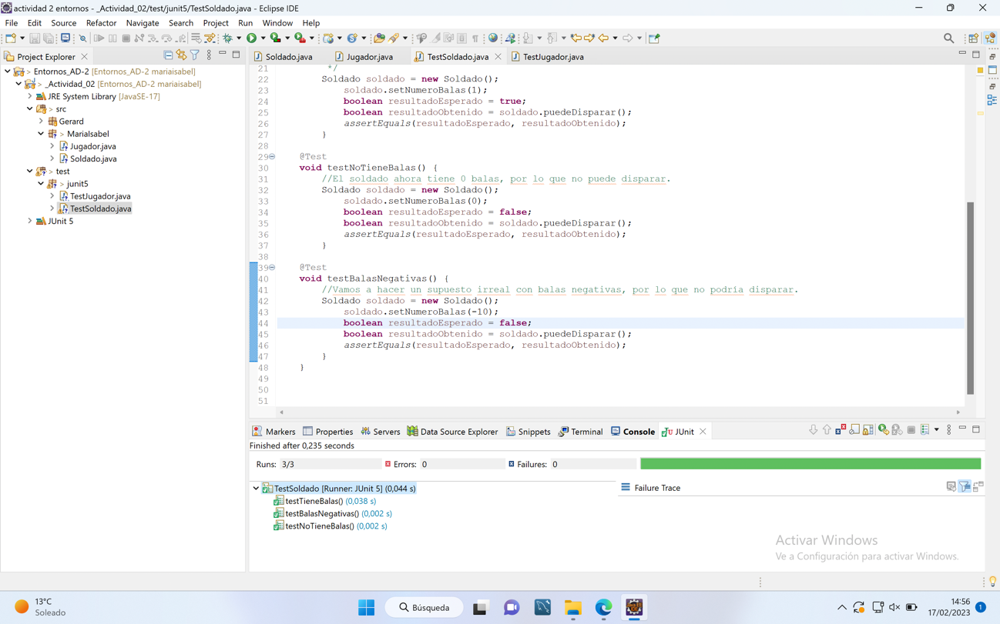 actividad 2 entornos - _Actividad_02/test/junit5/TestSoldado.java - Eclipse IDE
File Edit Source Refactor Navigate Search Project Run Window Help
Project Explorer
Entornos_AD-2 [Entornos_AD-2 mariaisabel]
_Actividad_02 [Entornos_AD-2 mariaisabel]
JRE System Library [JavaSE-17]
src
Gerard
MariaIsabel
Jugador.java
Soldado.java
test
junit5
TestJugador.java
TestSoldado.java
JUnit 5
Soldado.java Jugador.java TestSoldado.java TestJugador.java
21 */
22 Soldado soldado = new Soldado();
23 soldado.setNumeroBalas(1);
24 boolean resultadoEsperado = true;
25 boolean resultadoObtenido = soldado.puedeDisparar();
26 assertEquals(resultadoEsperado, resultadoObtenido);
27 }
28
29 @Test
30 void testNoTieneBalas() {
31 //El soldado ahora tiene 0 balas, por lo que no puede disparar.
32 Soldado soldado = new Soldado();
33 soldado.setNumeroBalas(0);
34 boolean resultadoEsperado = false;
35 boolean resultadoObtenido = soldado.puedeDisparar();
36 assertEquals(resultadoEsperado, resultadoObtenido);
37 }
38
39 @Test
40 void testBalasNegativas() {
41 //Vamos a hacer un supuesto irreal con balas negativas, por lo que no podría disparar.
42 Soldado soldado = new Soldado();
43 soldado.setNumeroBalas(-10);
44 boolean resultadoEsperado = false;
45 boolean resultadoObtenido = soldado.puedeDisparar();
46 assertEquals(resultadoEsperado, resultadoObtenido);
47 }
48 }
49
50
51
Markers Properties Servers Data Source Explorer Snippets Terminal Console JUnit
Finished after 0,235 seconds
Runs: 3/3 Errors: 0 Failures: 0
TestSoldado [Runner: JUnit 5] (0,044 s)
testTieneBalas() (0,038 s)
testBalasNegativas() (0,002 s)
testNoTieneBalas() (0,002 s)
Failure Trace
Activar Windows
Ve a Configuración para activar Windows.
13°C
Soleado
Búsqueda
14:56
17/02/2023
1